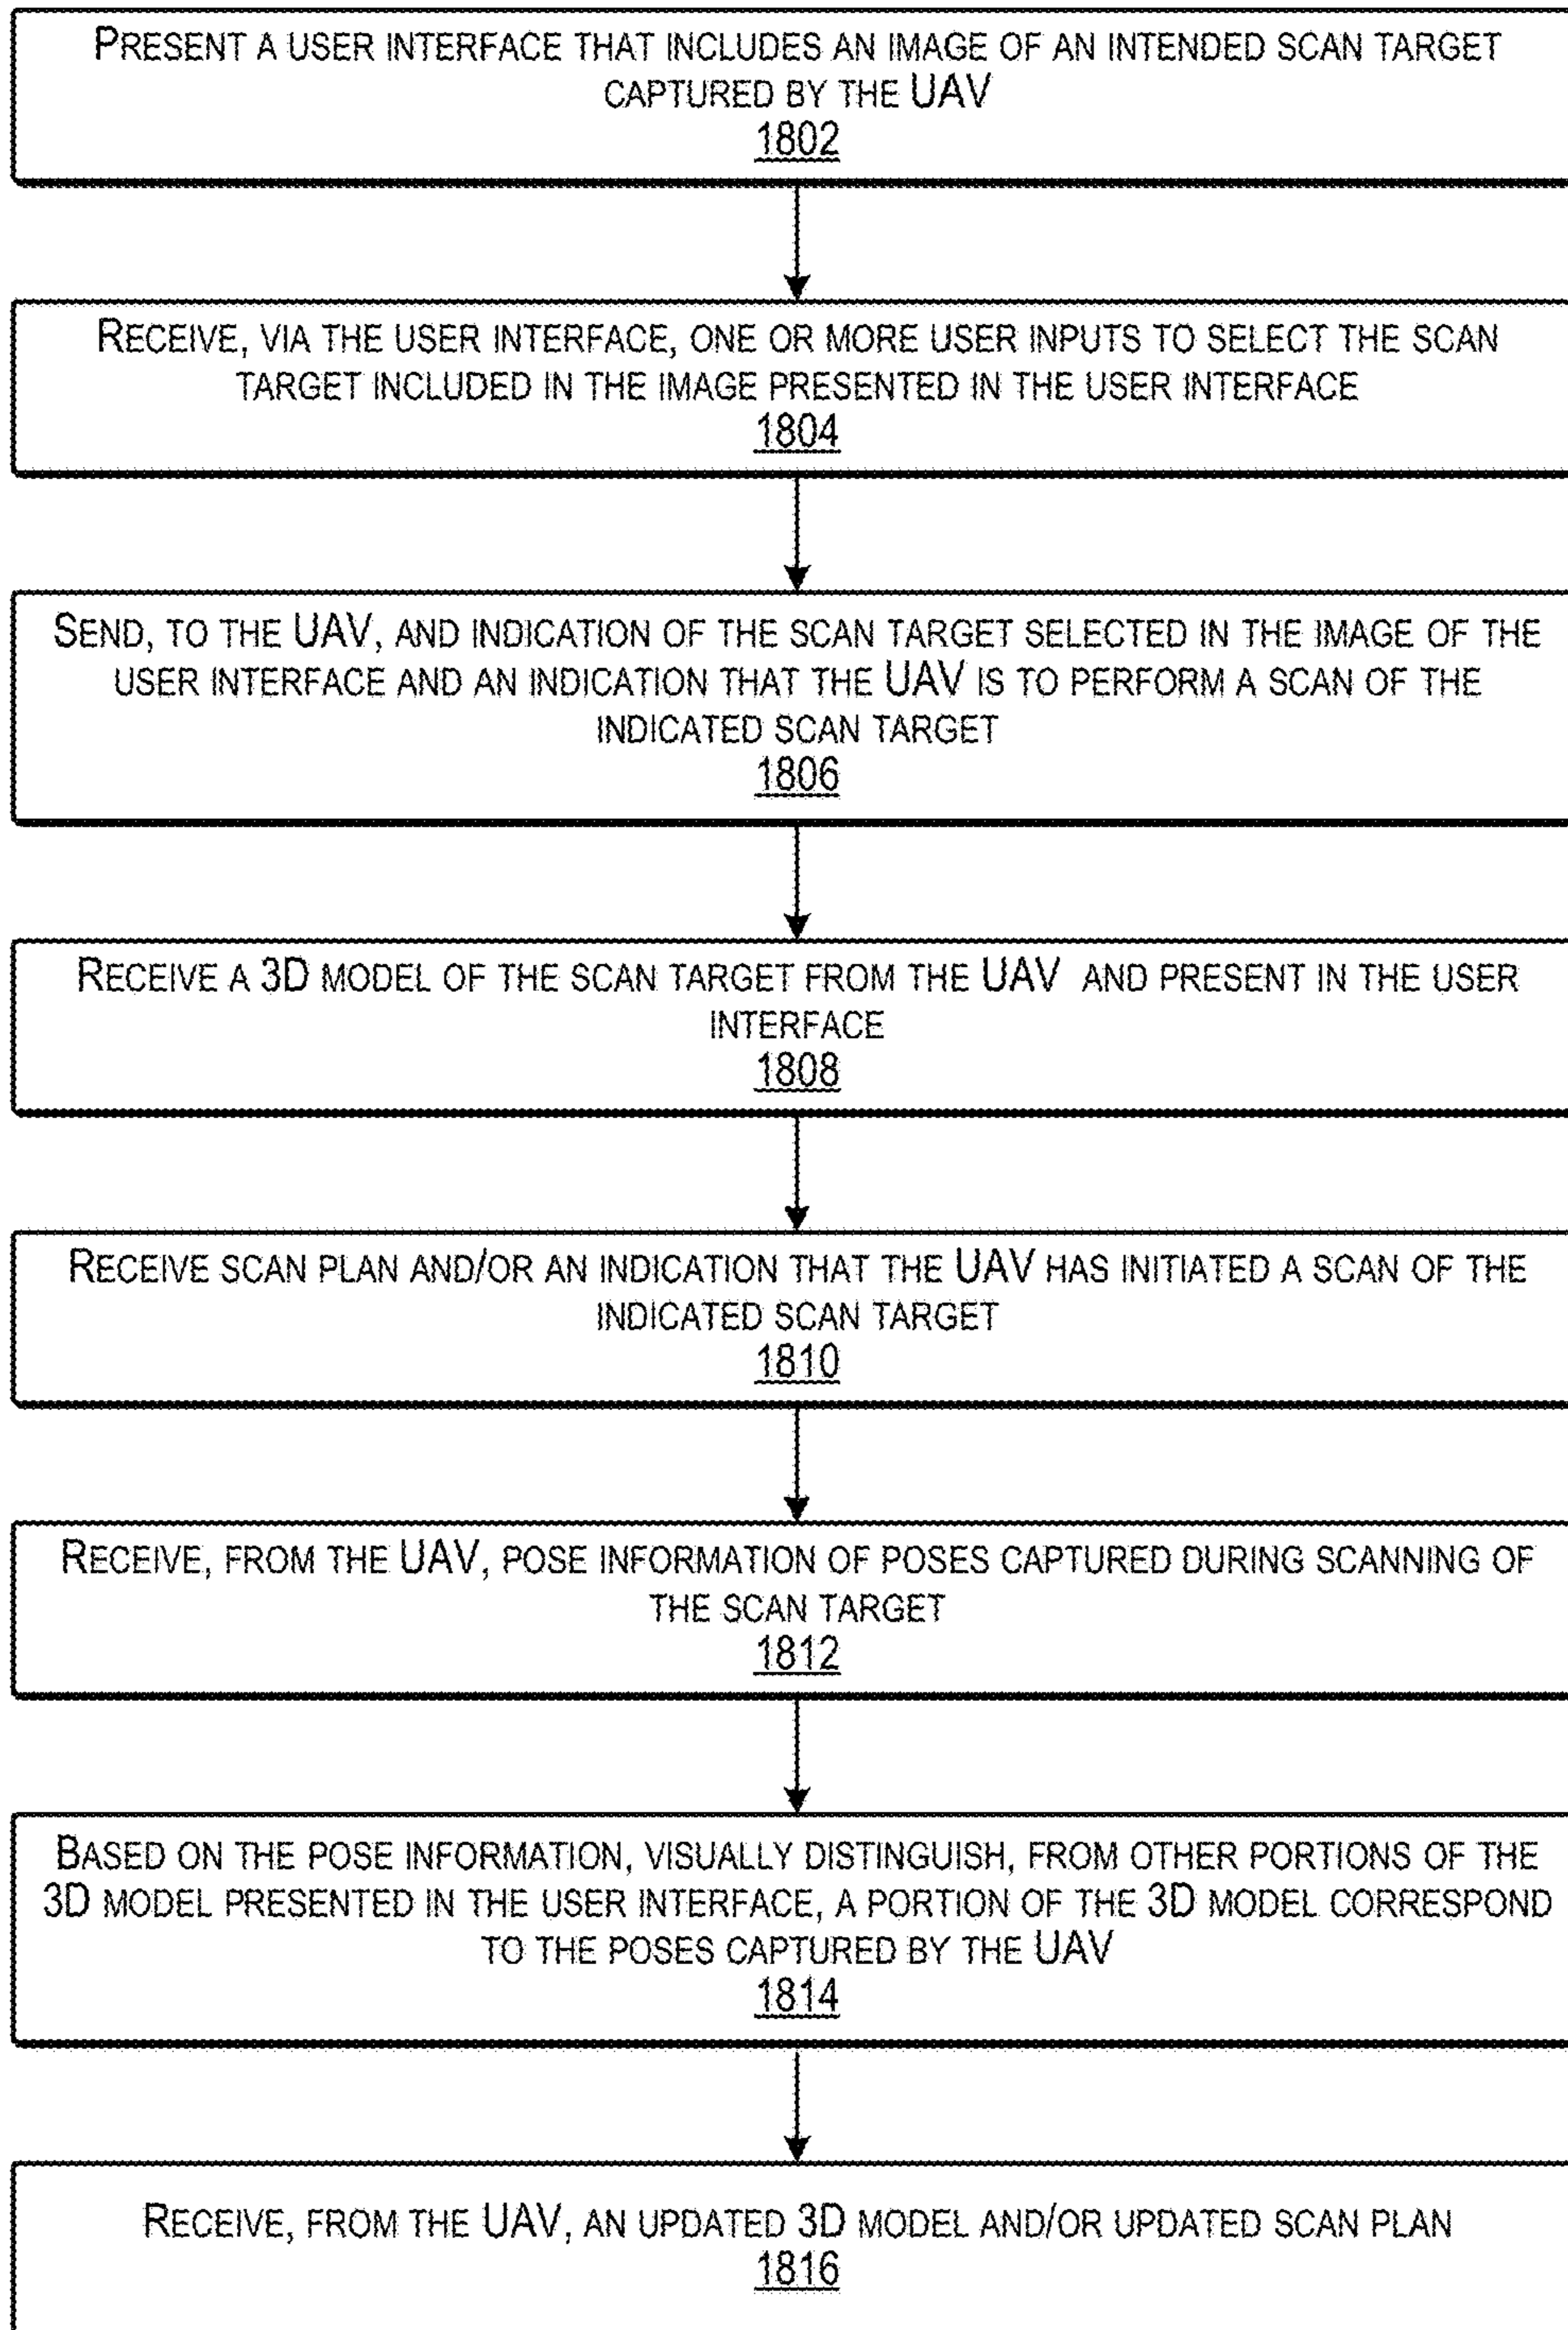 PRESENT A USER INTERFACE THAT INCLUDES AN IMAGE OF AN INTENDED SCAN TARGET
CAPTURED BY THE UAV
1802
RECEIVE, VIA THE USER INTERFACE, ONE OR MORE USER INPUTS TO SELECT THE SCAN
TARGET INCLUDED IN THE IMAGE PRESENTED IN THE USER INTERFACE
1804
SEND, TO THE UAV, AND INDICATION OF THE SCAN TARGET SELECTED IN THE IMAGE OF THE
USER INTERFACE AND AN INDICATION THAT THE UAV IS TO PERFORM A SCAN OF THE
INDICATED SCAN TARGET
1806
RECEIVE A 3D MODEL OF THE SCAN TARGET FROM THE UAV AND PRESENT IN THE USER
INTERFACE
1808
RECEIVE SCAN PLAN AND/OR AN INDICATION THAT THE UAV HAS INITIATED A SCAN OF THE
INDICATED SCAN TARGET
1810
RECEIVE, FROM THE UAV, POSE INFORMATION OF POSES CAPTURED DURING SCANNING OF
THE SCAN TARGET
1812
BASED ON THE POSE INFORMATION, VISUALLY DISTINGUISH, FROM OTHER PORTIONS OF THE
3D MODEL PRESENTED IN THE USER INTERFACE, A PORTION OF THE 3D MODEL CORRESPOND
TO THE POSES CAPTURED BY THE UAV
1814
RECEIVE, FROM THE UAV, AN UPDATED 3D MODEL AND/OR UPDATED SCAN PLAN
1816